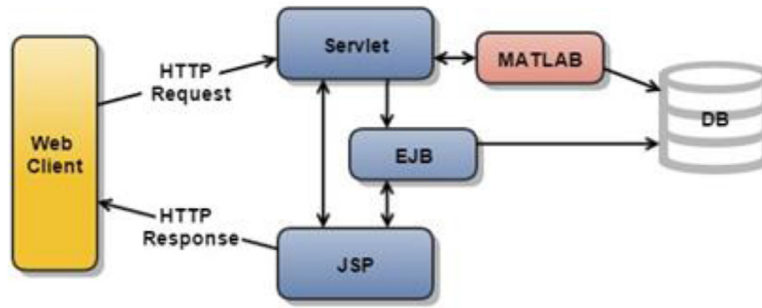 Servlet
MATLAB
HTTP
Request
DB
Web
Client
EJB
HTTP
Response
JSP